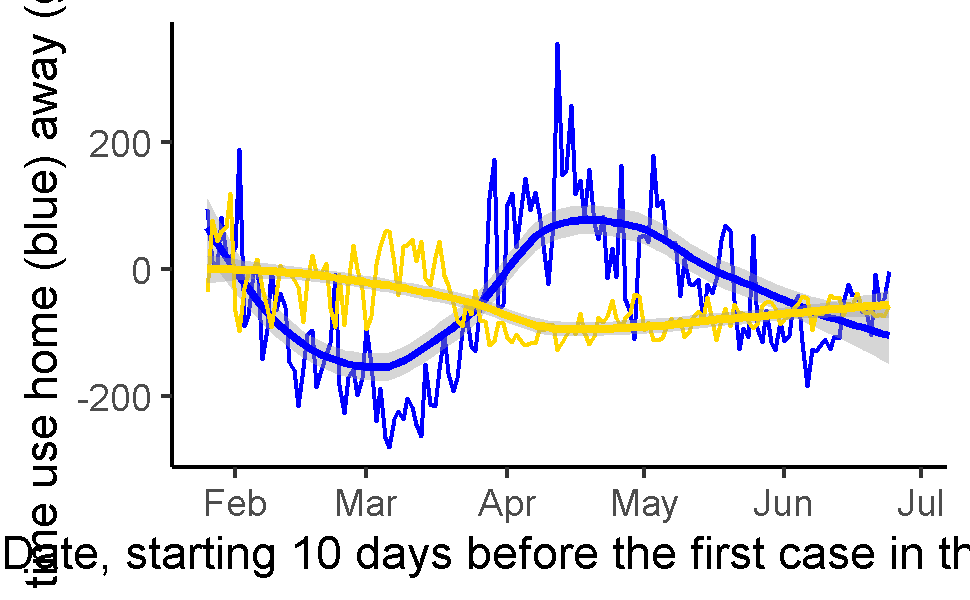 time use home (blue) away (
200
0
-200
Feb Mar Apr May Jun Jul
Date, starting 10 days before the first case in th